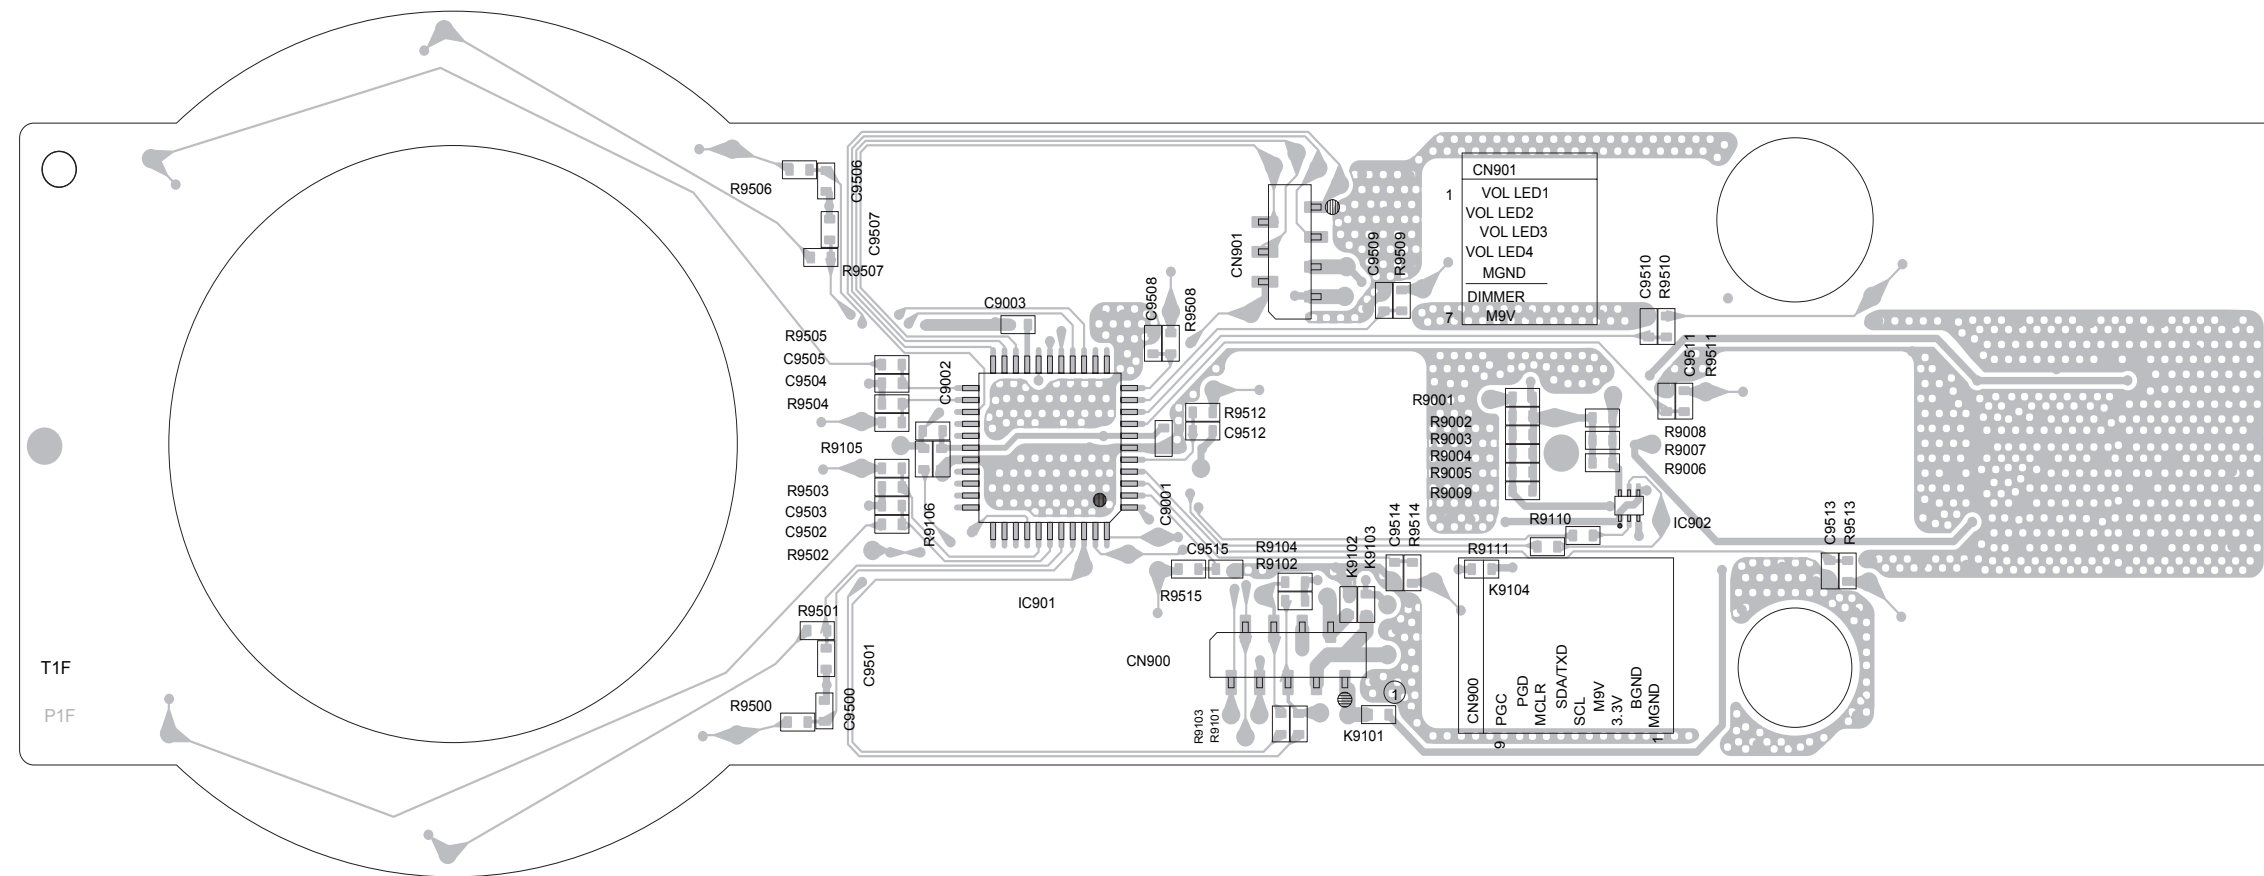 R9506
C9506
C9507
R9507
CN901
C9509
R9509
CN901
1
VOL LED1
VOL LED2
VOL LED3
VOL LED4
MGND
DIMMER
7
M9V
C9510
R9510
C9003
C9508
R9508
C9511
R9511
R9505
C9505
C9504
R9504
C9002
R9512
C9512
R9001
R9002
R9003
R9004
R9005
R9009
R9008
R9007
R9006
R9105
R9503
C9503
C9502
R9502
R9106
C9001
C9515
R9515
R9104
R9102
K9102
K9103
C9514
R9514
R9110
R9111
K9104
IC902
C9513
R9513
IC901
R9501
C9501
CN900
CN900
PGC
PGD
MCLR
SDA/TXD
SCL
M9V
3.3V
BGND
MGND
9
1
1
T1F
P1F
R9500
C9500
R9103
R9101
K9101